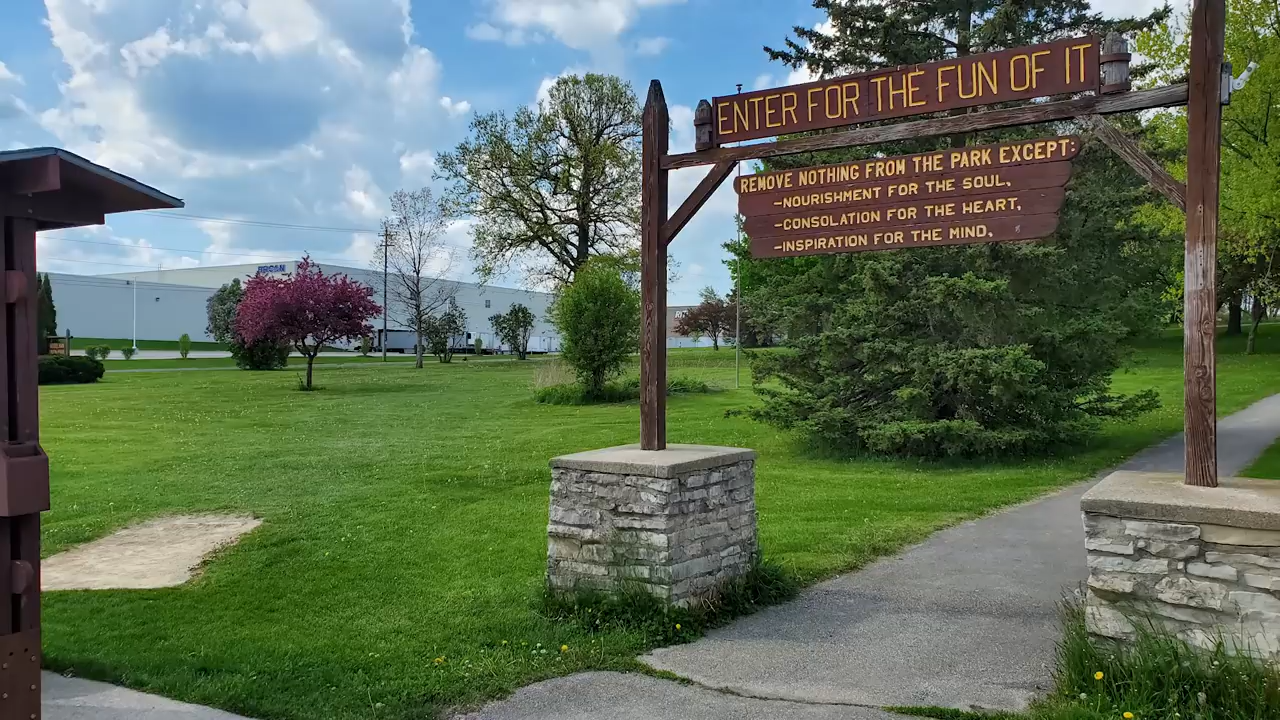 ENTER FOR THE FUN OF IT
REMOVE NOTHING FROM THE PARK EXCEPT:
-NOURISHMENT FOR THE SOUL,
-CONSOLATION FOR THE HEART,
-INSPIRATION FOR THE MIND.